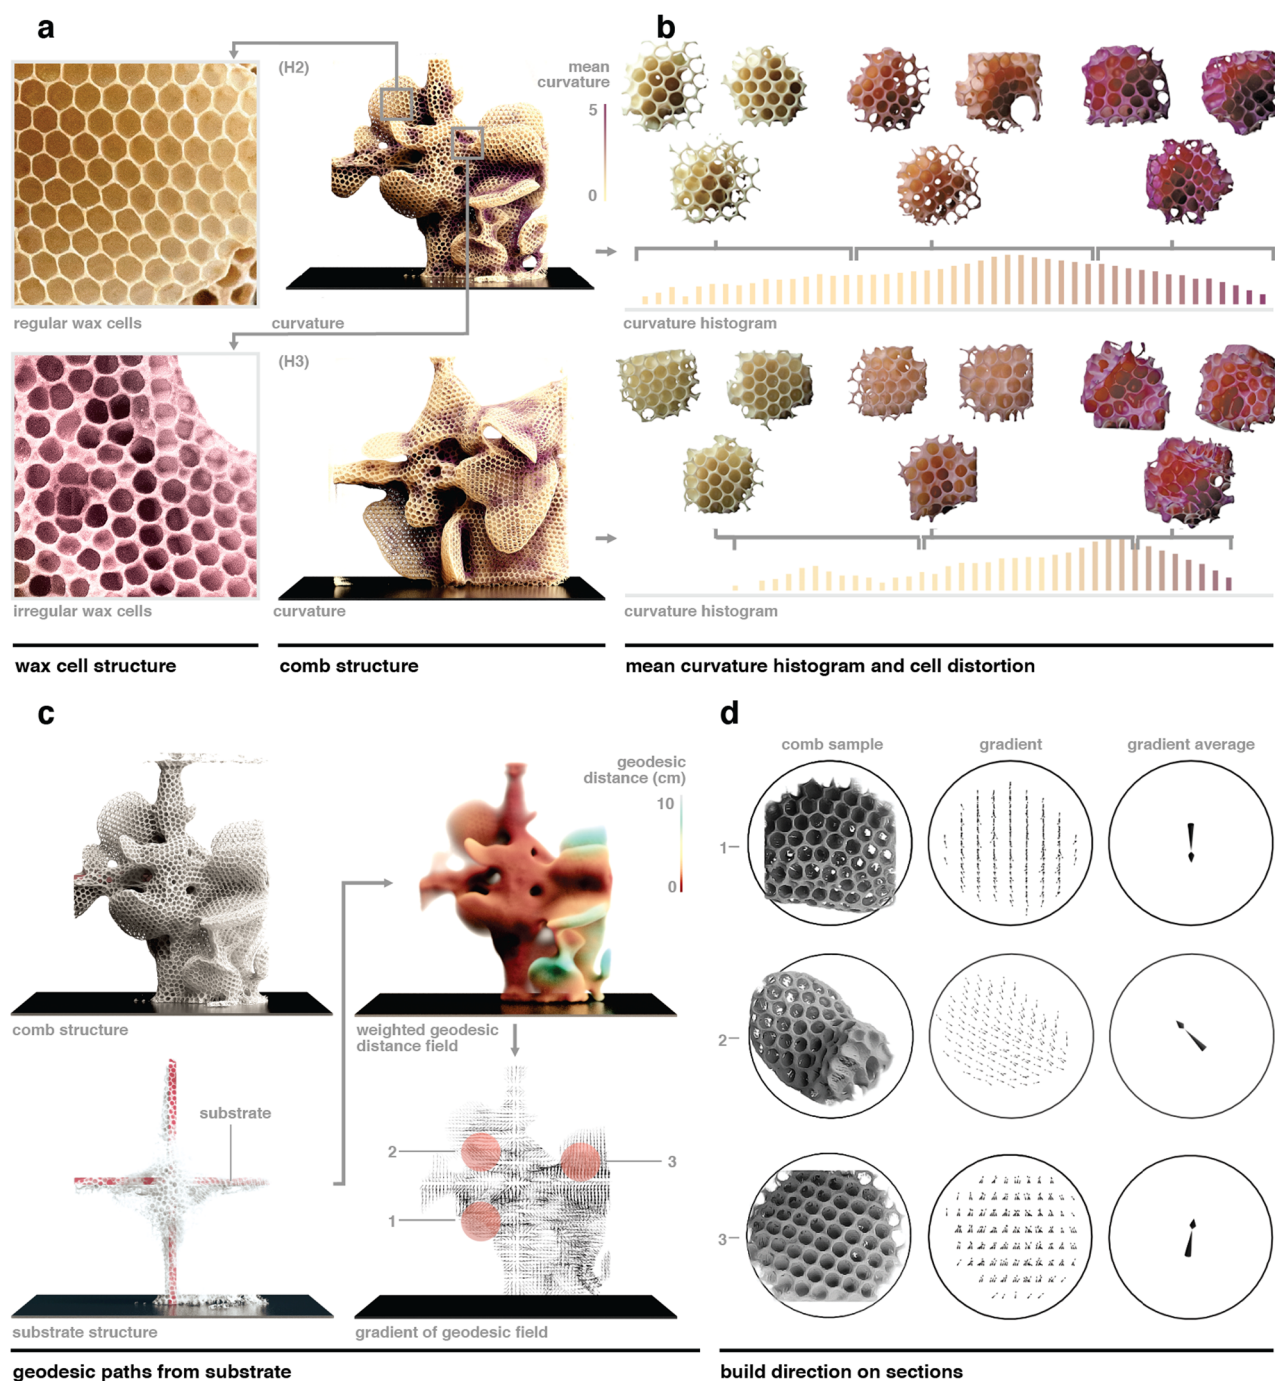 a
(H2)
mean
curvature
5
0
regular wax cells
curvature
(H3)
irregular wax cells
curvature
wax cell structure
comb structure
b
curvature histogram
curvature histogram
mean curvature histogram and cell distortion
c
geodesic
distance (cm)
10
0
comb structure
weighted geodesic
distance field
substrate
2
3
1
substrate structure
gradient of geodesic field
geodesic paths from substrate
d
comb sample
gradient
gradient average
1
2
3
build direction on sections